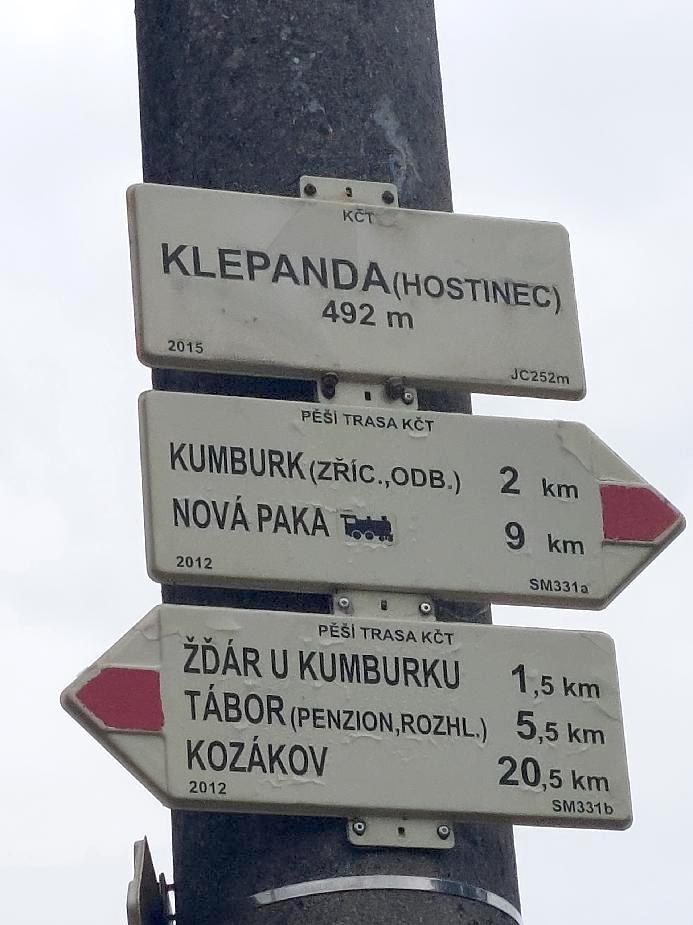 KČT
KLEPANDA (HOSTINEC)
492 m
2015 JC252m
PĚŠÍ TRASA KČT
KUMBURK (ZŘÍC.,ODB.) 2 km
NOVÁ PAKA 9 km
2012 SM331a
PĚŠÍ TRASA KČT
ŽĎÁR U KUMBURKU 1,5 km
TÁBOR (PENZION,ROZHL.) 5,5 km
KOZÁKOV 20,5 km
2012 SM331b